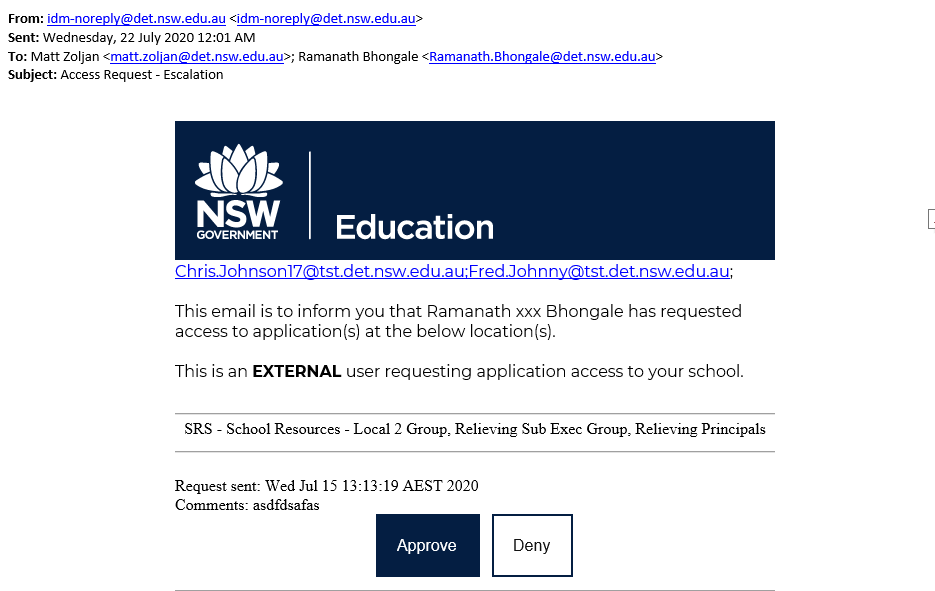 From: idm-noreply@det.nsw.edu.au <idm-noreply@det.nsw.edu.au>
Sent: Wednesday, 22 July 2020 12:01 AM
To: Matt Zoljan <matt.zoljan@det.nsw.edu.au>; Ramanath Bhongale <Ramanath.Bhongale@det.nsw.edu.au>
Subject: Access Request - Escalation
NSW
GOVERNMENT
Education
Chris.Johnson17@tst.det.nsw.edu.au;Fred.Johnny@tst.det.nsw.edu.au;
This email is to inform you that Ramanath xxx Bhongale has requested
access to application(s) at the below location(s).
This is an EXTERNAL user requesting application access to your school.
SRS - School Resources - Local 2 Group, Relieving Sub Exec Group, Relieving Principals
Request sent: Wed Jul 15 13:13:19 AEST 2020
Comments: asdfdsafas
Approve
Deny